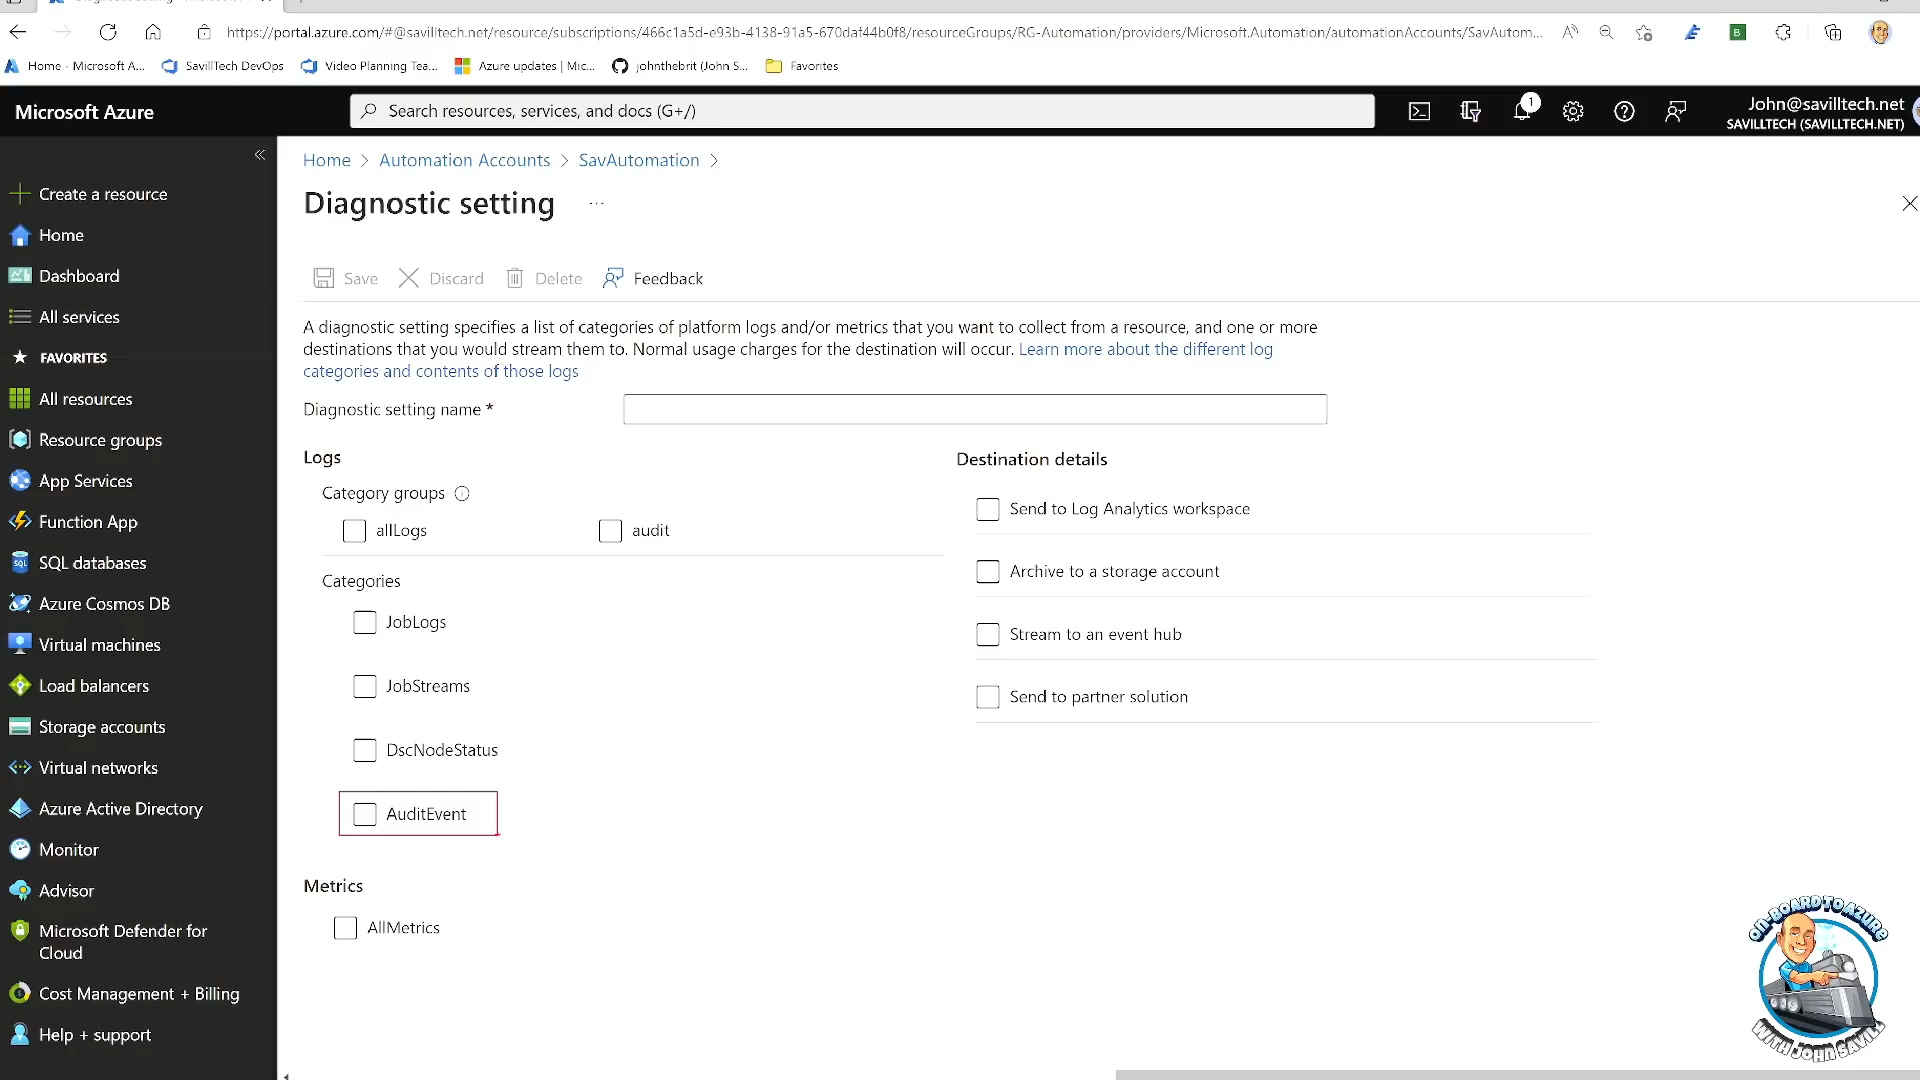 https://portal.azure.com/#@savilltech.net/resource/subscriptions/466c1a5d-e93b-4138-91a5-670daf44b0f8/resourceGroups/RG-Automation/providers/Microsoft.Automation/automationAccounts/SavAutom...
Home - Microsoft A... SavillTech DevOps Video Planning Tea... Azure updates | Mic... johnthebrit (John S... Favorites
Microsoft Azure
Search resources, services, and docs (G+/)
1
John@savilltech.net
SAVILLTECH (SAVILLTECH.NET)
Create a resource
Home
Dashboard
All services
FAVORITES
All resources
Resource groups
App Services
Function App
SQL databases
Azure Cosmos DB
Virtual machines
Load balancers
Storage accounts
Virtual networks
Azure Active Directory
Monitor
Advisor
Microsoft Defender for
Cloud
Cost Management + Billing
Help + support
Home > Automation Accounts > SavAutomation >
Diagnostic setting ...
Save Discard Delete Feedback
A diagnostic setting specifies a list of categories of platform logs and/or metrics that you want to collect from a resource, and one or more
destinations that you would stream them to. Normal usage charges for the destination will occur. Learn more about the different log
categories and contents of those logs
Diagnostic setting name *
Logs
Category groups
allLogs audit
Categories
JobLogs
JobStreams
DscNodeStatus
AuditEvent
Metrics
AllMetrics
Destination details
Send to Log Analytics workspace
Archive to a storage account
Stream to an event hub
Send to partner solution
ON-BOARD TO AZURE
WITH JOHN SAVILL